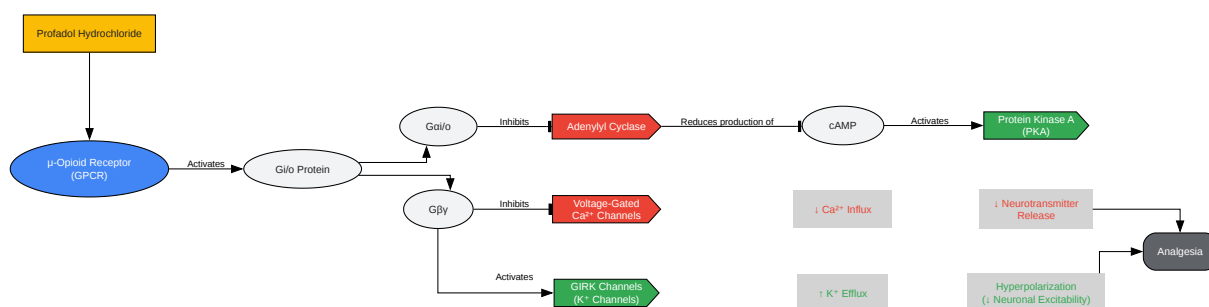 Profadol Hydrochloride
μ-Opioid Receptor
(GPCR)
Activates
Gi/o Protein
Gαi/o
Inhibits
Adenylyl Cyclase
Reduces production of
cAMP
Activates
Protein Kinase A
(PKA)
Gβγ
Inhibits
Voltage-Gated
Ca²⁺ Channels
↓ Ca²⁺ Influx
↓ Neurotransmitter
Release
Analgesia
Activates
GIRK Channels
(K⁺ Channels)
↑ K⁺ Efflux
Hyperpolarization
(↓ Neuronal Excitability)